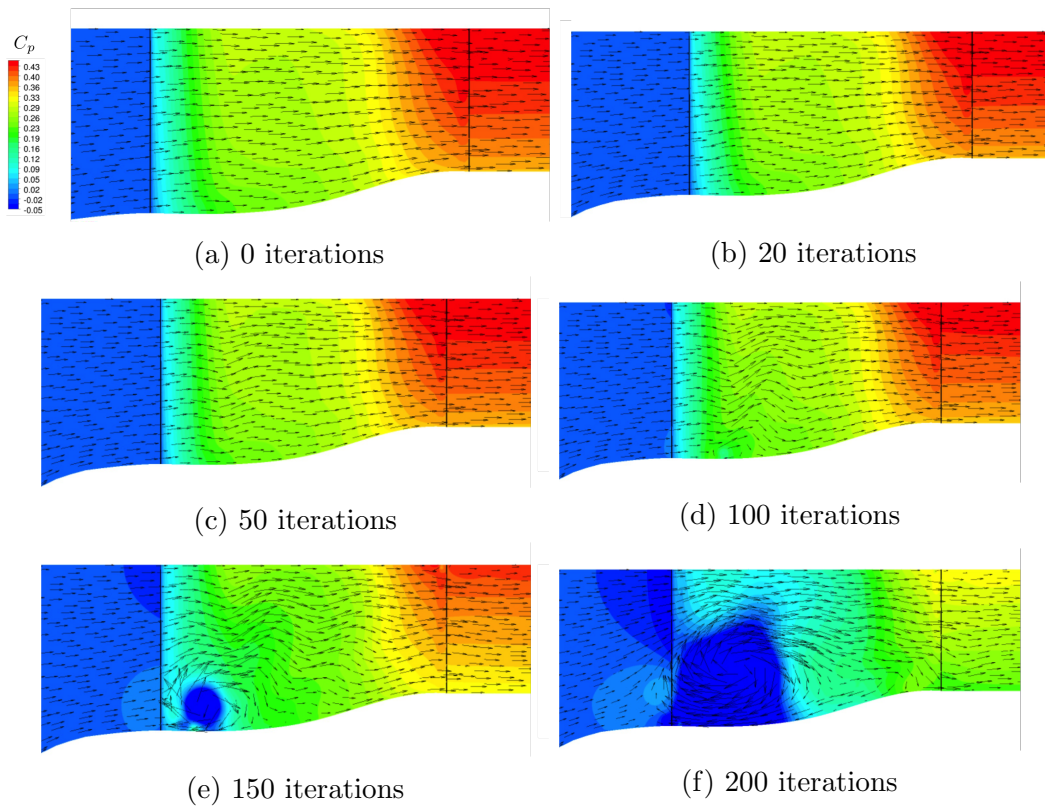 C_p
0.43
0.40
0.36
0.33
0.29
0.26
0.23
0.19
0.16
0.12
0.09
0.05
0.02
-0.02
-0.05
(a) 0 iterations
(b) 20 iterations
(c) 50 iterations
(d) 100 iterations
(e) 150 iterations
(f) 200 iterations